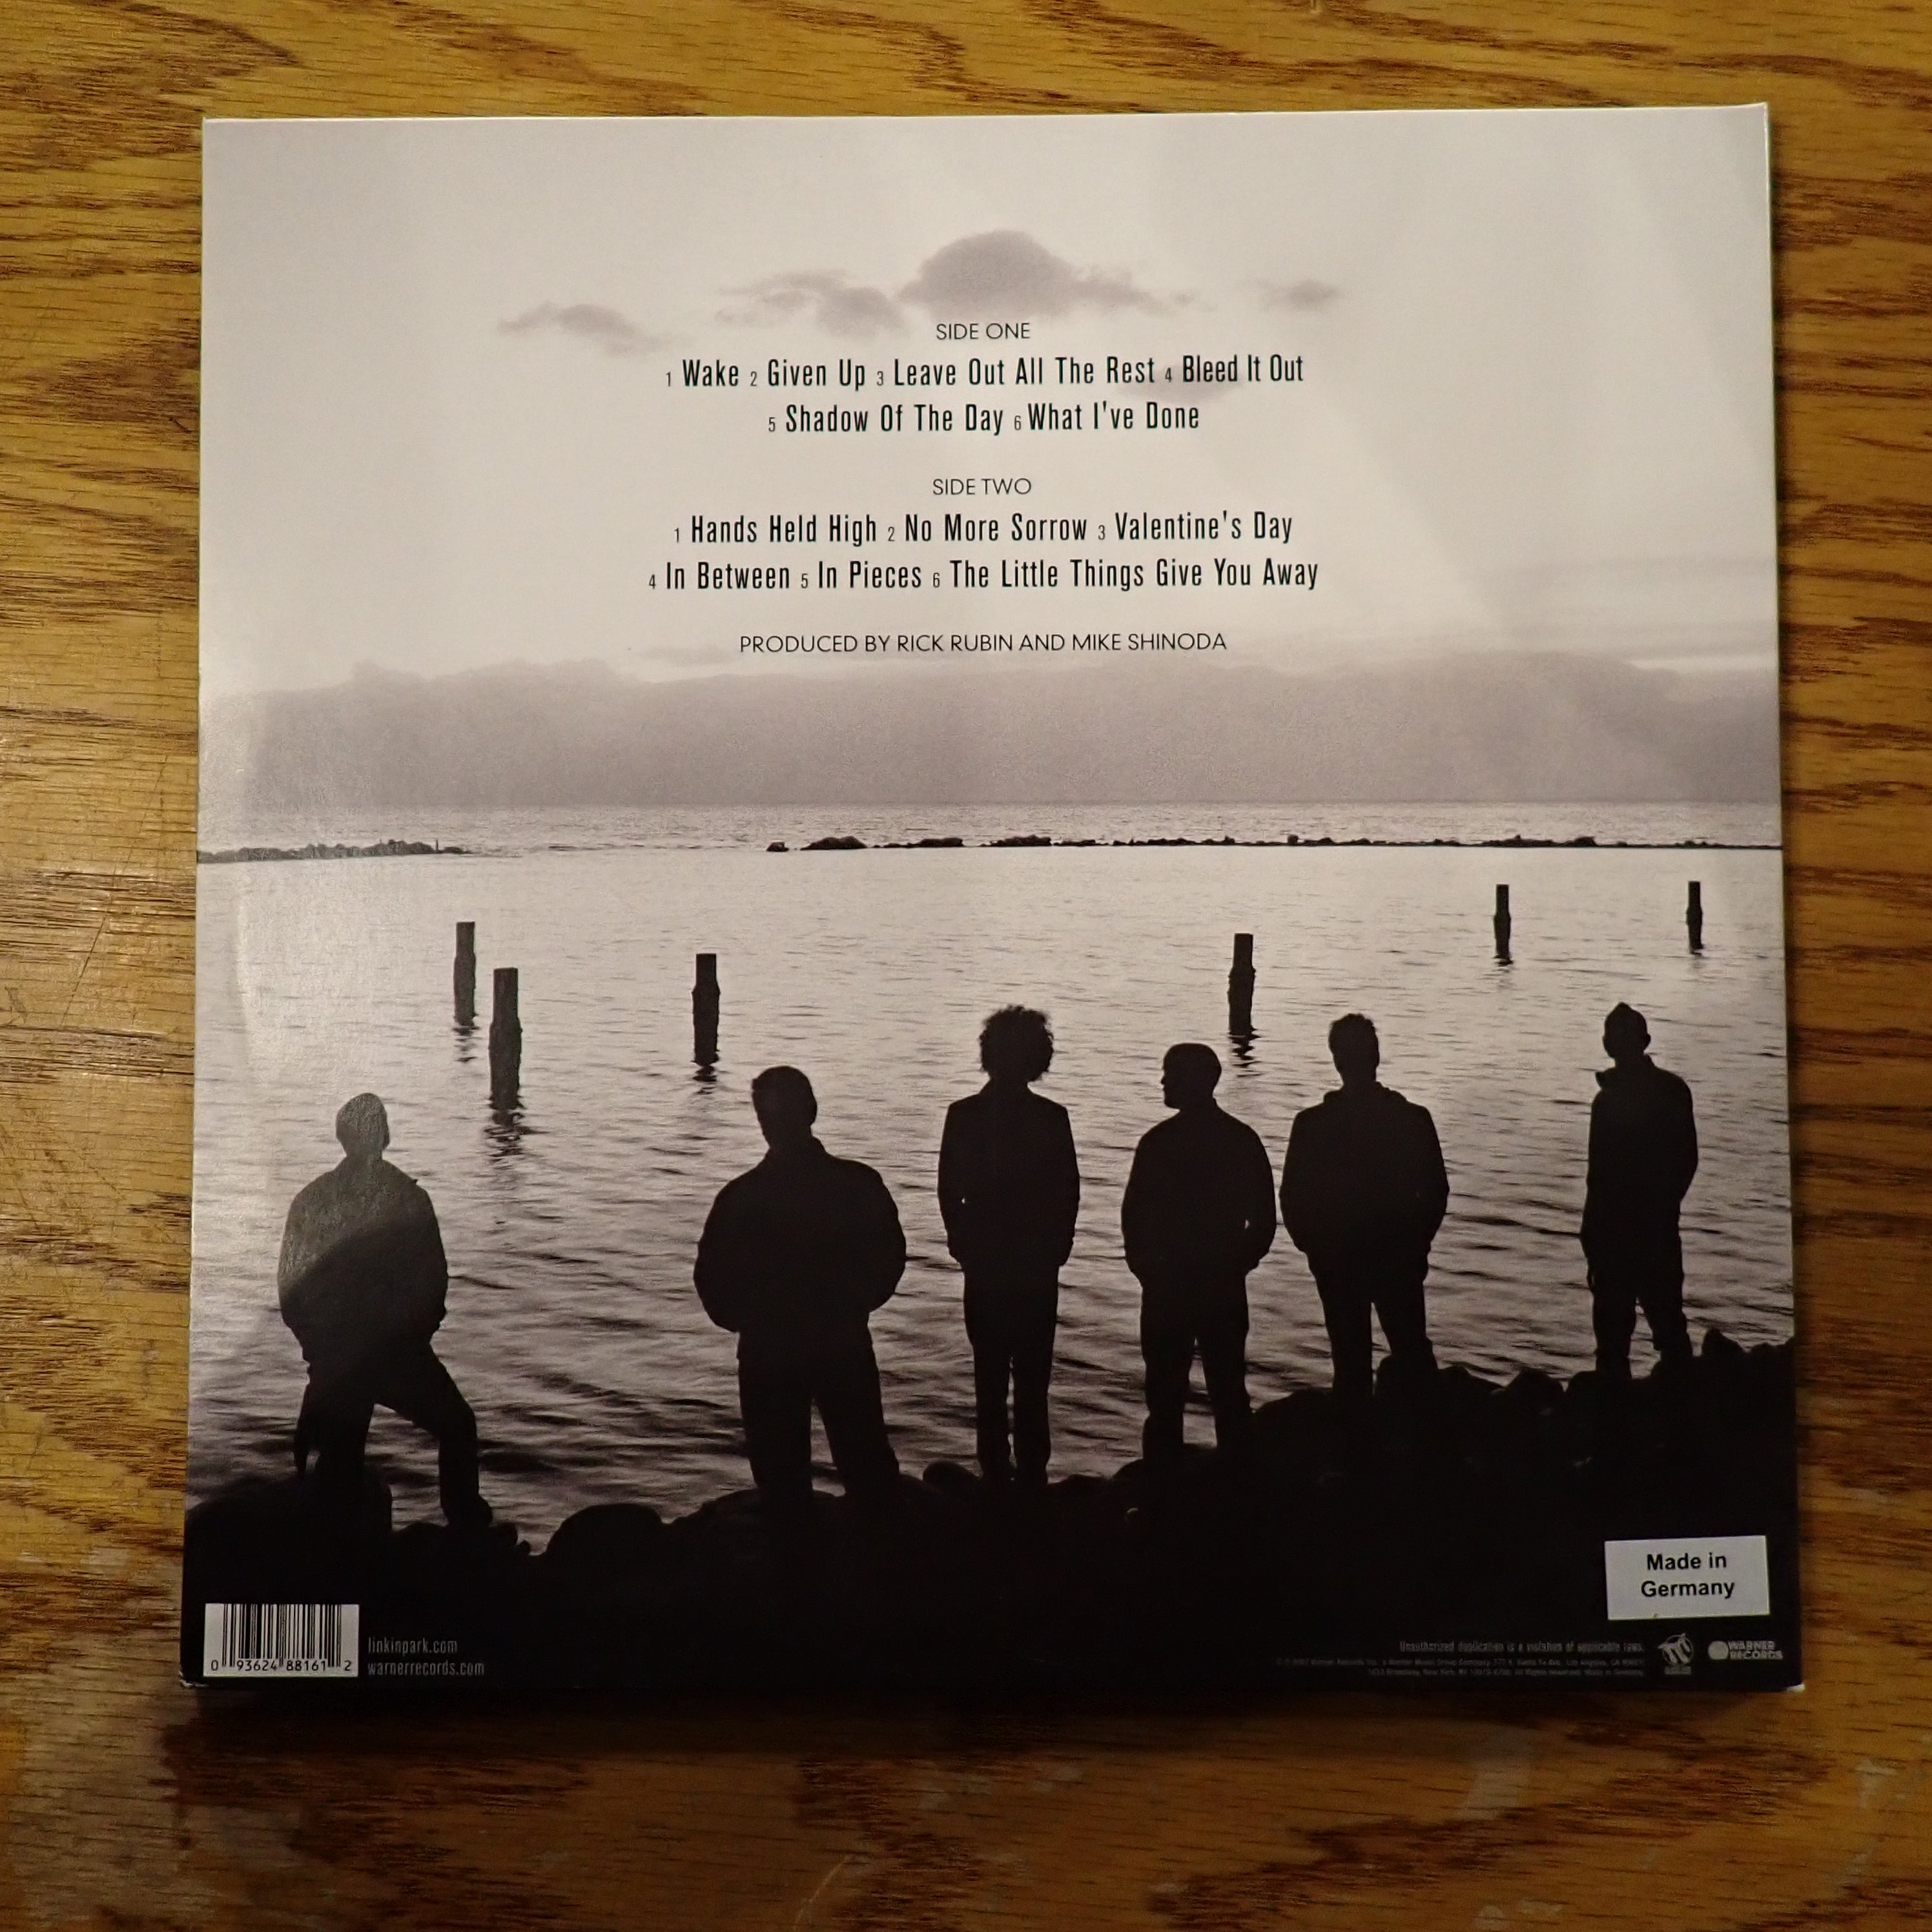 SIDE ONE
1 Wake 2 Given Up 3 Leave Out All The Rest 4 Bleed It Out
5 Shadow Of The Day 6 What I've Done
SIDE TWO
1 Hands Held High 2 No More Sorrow 3 Valentine's Day
4 In Between 5 In Pieces 6 The Little Things Give You Away
PRODUCED BY RICK RUBIN AND MIKE SHINODA
Made in
Germany
0 93624 88161 2
linkinpark.com
warnerrecords.com
Unauthorized duplication is a violation of applicable laws.
WARNER
RECORDS